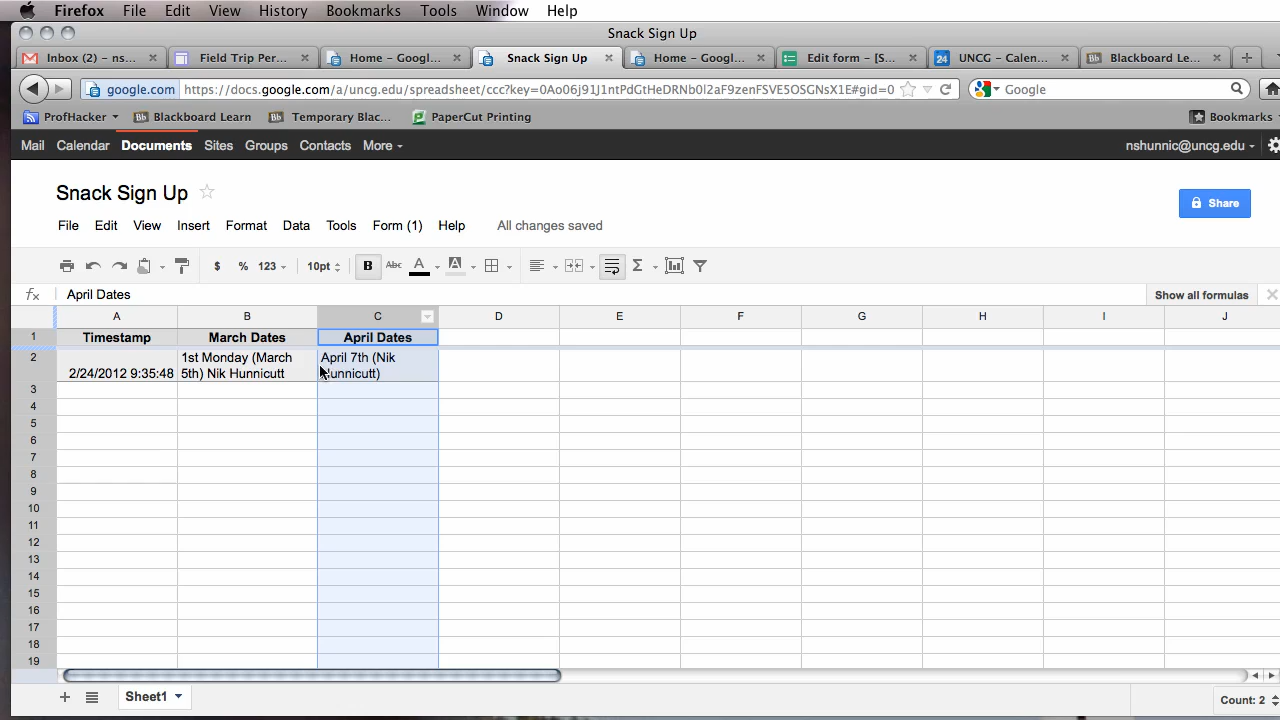 Firefox File Edit View History Bookmarks Tools Window Help
Snack Sign Up
Inbox (2) – ns... Field Trip Per... Home – Googl... Snack Sign Up Home – Googl... Edit form – [S... 24 UNCG – Calen... Bb Blackboard Le...
google.com https://docs.google.com/a/uncg.edu/spreadsheet/ccc?key=0Ao06j91J1ntPdGtHeDRNb0l2aF9zenFSVE5OSGNsX1E#gid=0 Google
ProfHacker Bb Blackboard Learn Bb Temporary Blac... PaperCut Printing Bookmarks
Mail Calendar Documents Sites Groups Contacts More nshunnic@uncg.edu
Snack Sign Up
Share
File Edit View Insert Format Data Tools Form (1) Help All changes saved
$ % 123 10pt B Abc A A Σ
fx April Dates Show all formulas
A B C D E F G H I J
1 Timestamp March Dates April Dates
2 2/24/2012 9:35:48 1st Monday (March 5th) Nik Hunnicutt April 7th (Nik Hunnicutt)
3
4
5
6
7
8
9
10
11
12
13
14
15
16
17
18
19
Sheet1
Count: 2